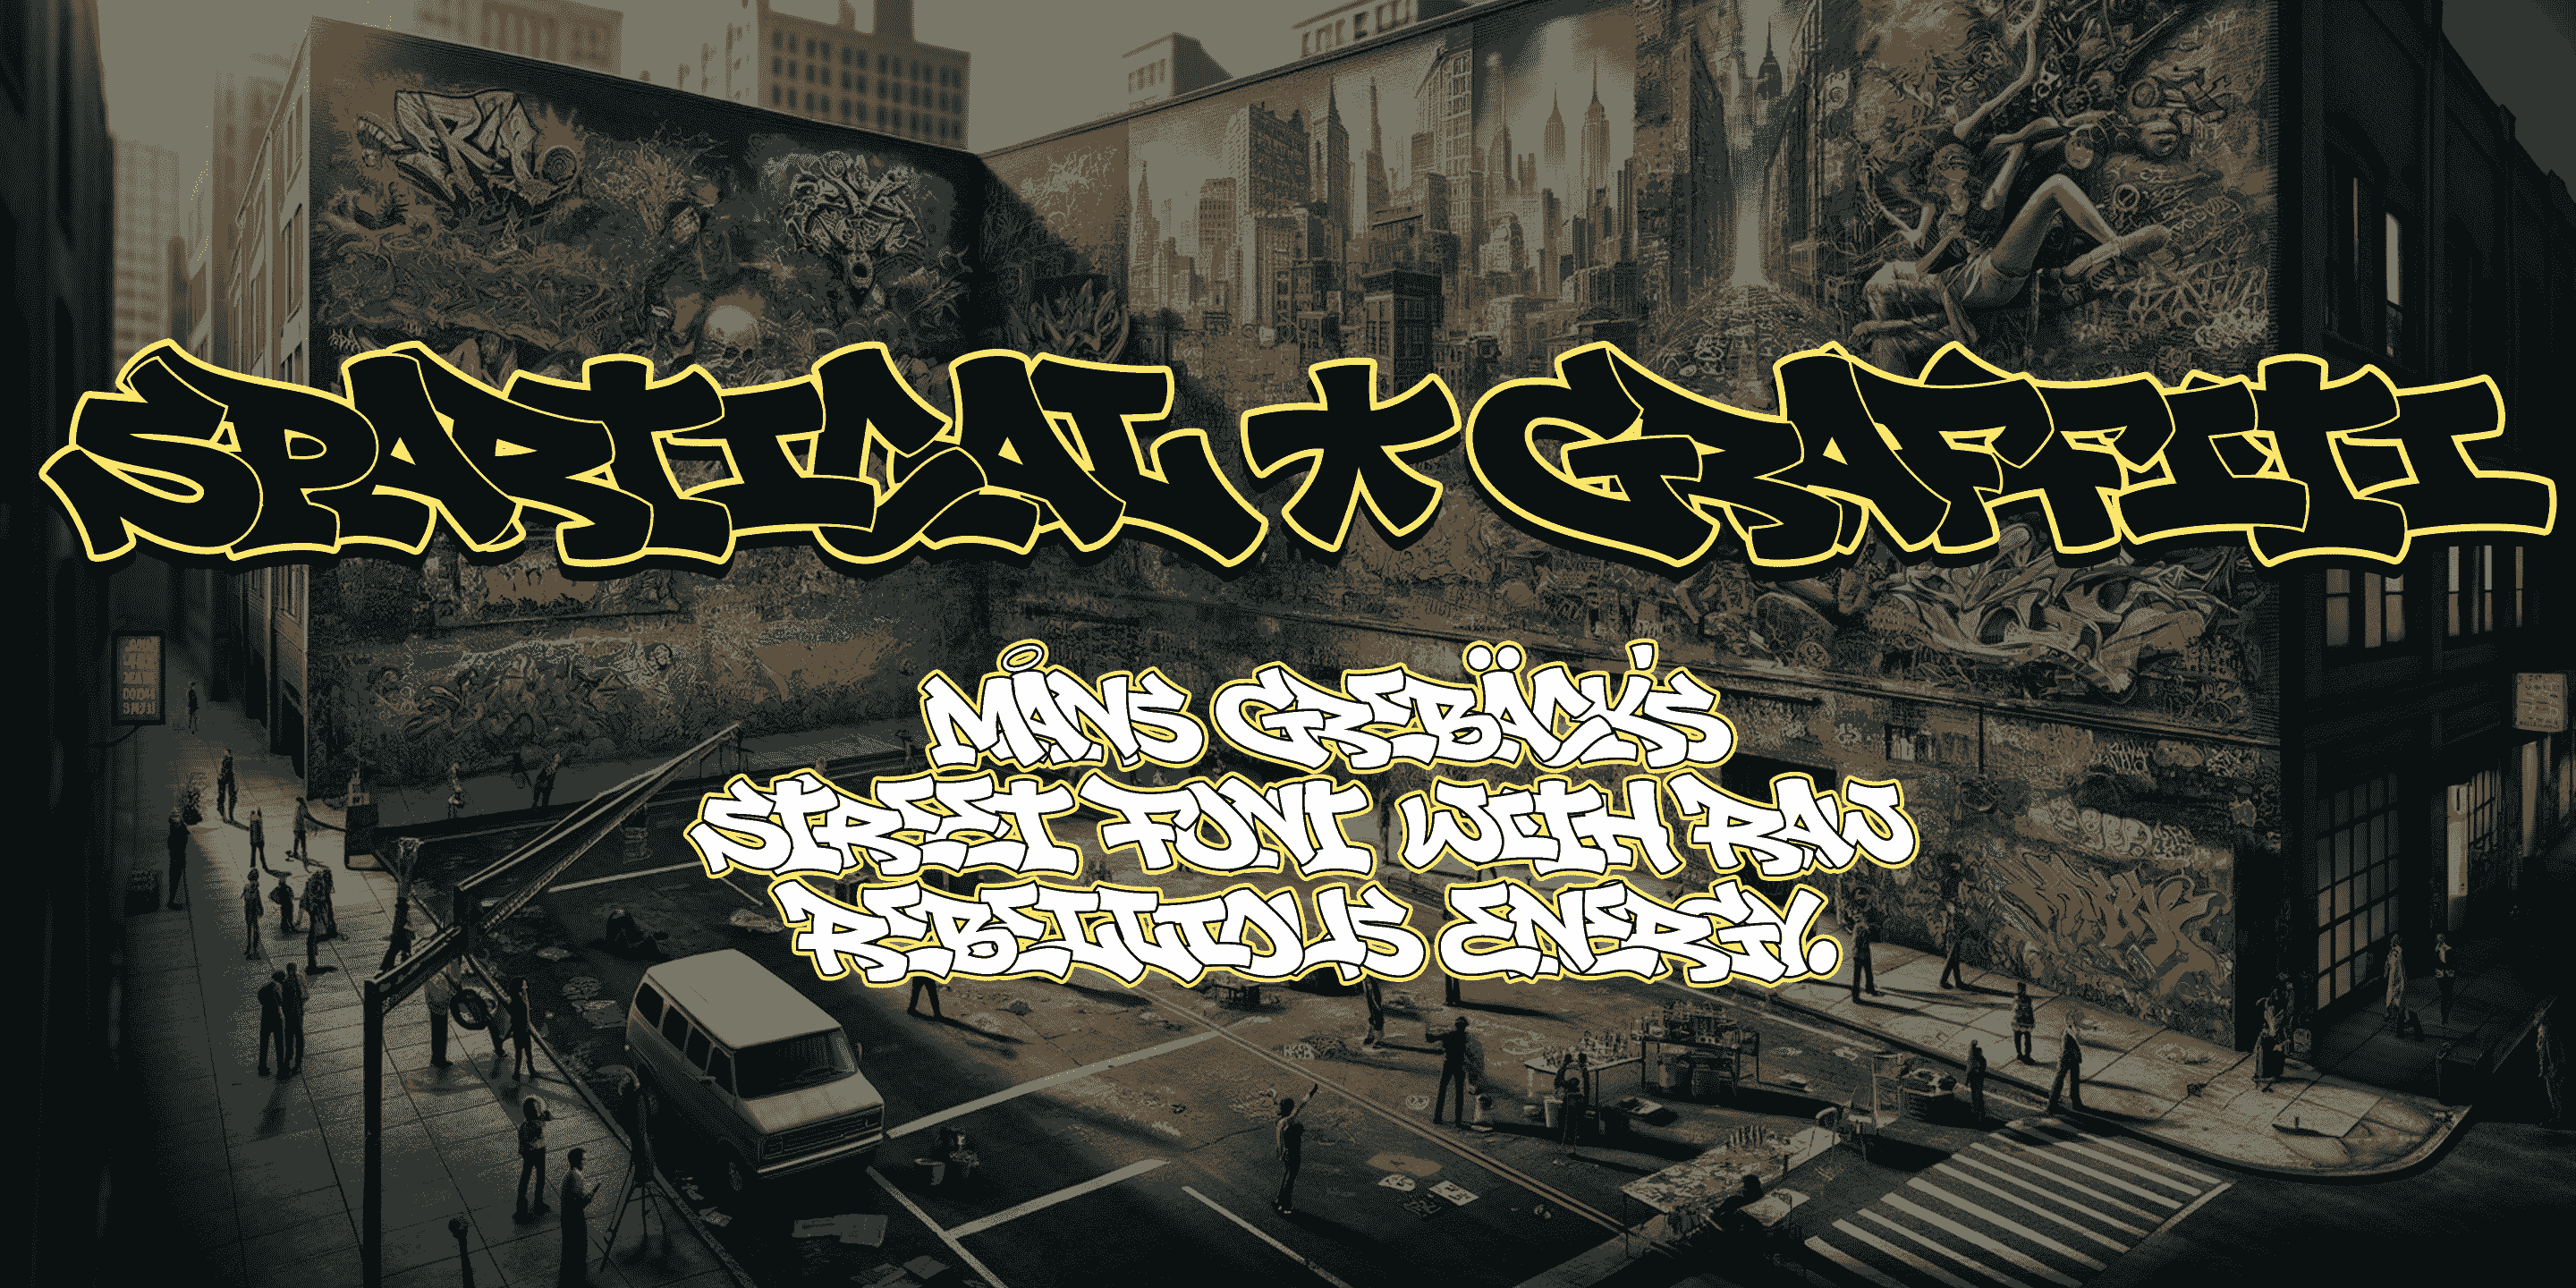 SPARTICAL * GRAFFITI
MÅNS GREBÄCK'S
STREET FONT WITH RAW
REBELLIOUS ENERGY.